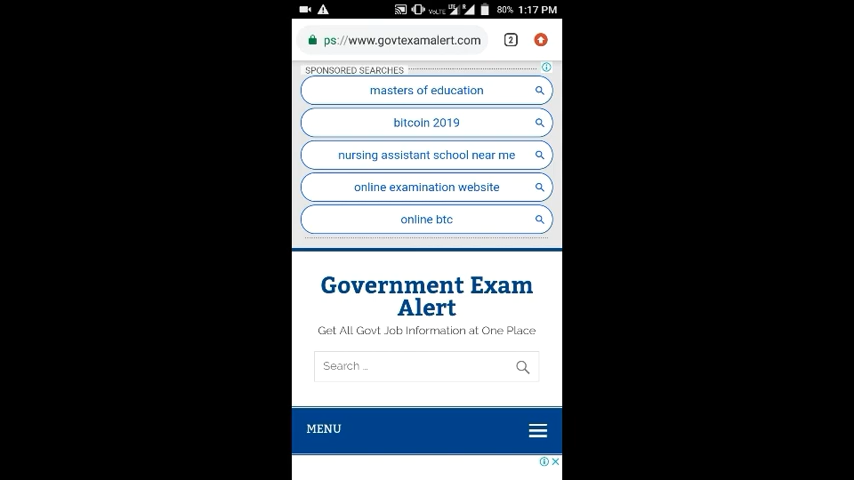 VoLTE 80% 1:17 PM
ps://www.govtexamalert.com 2
SPONSORED SEARCHES
masters of education
bitcoin 2019
nursing assistant school near me
online examination website
online btc
Government Exam
Alert
Get All Govt Job Information at One Place
Search ...
MENU